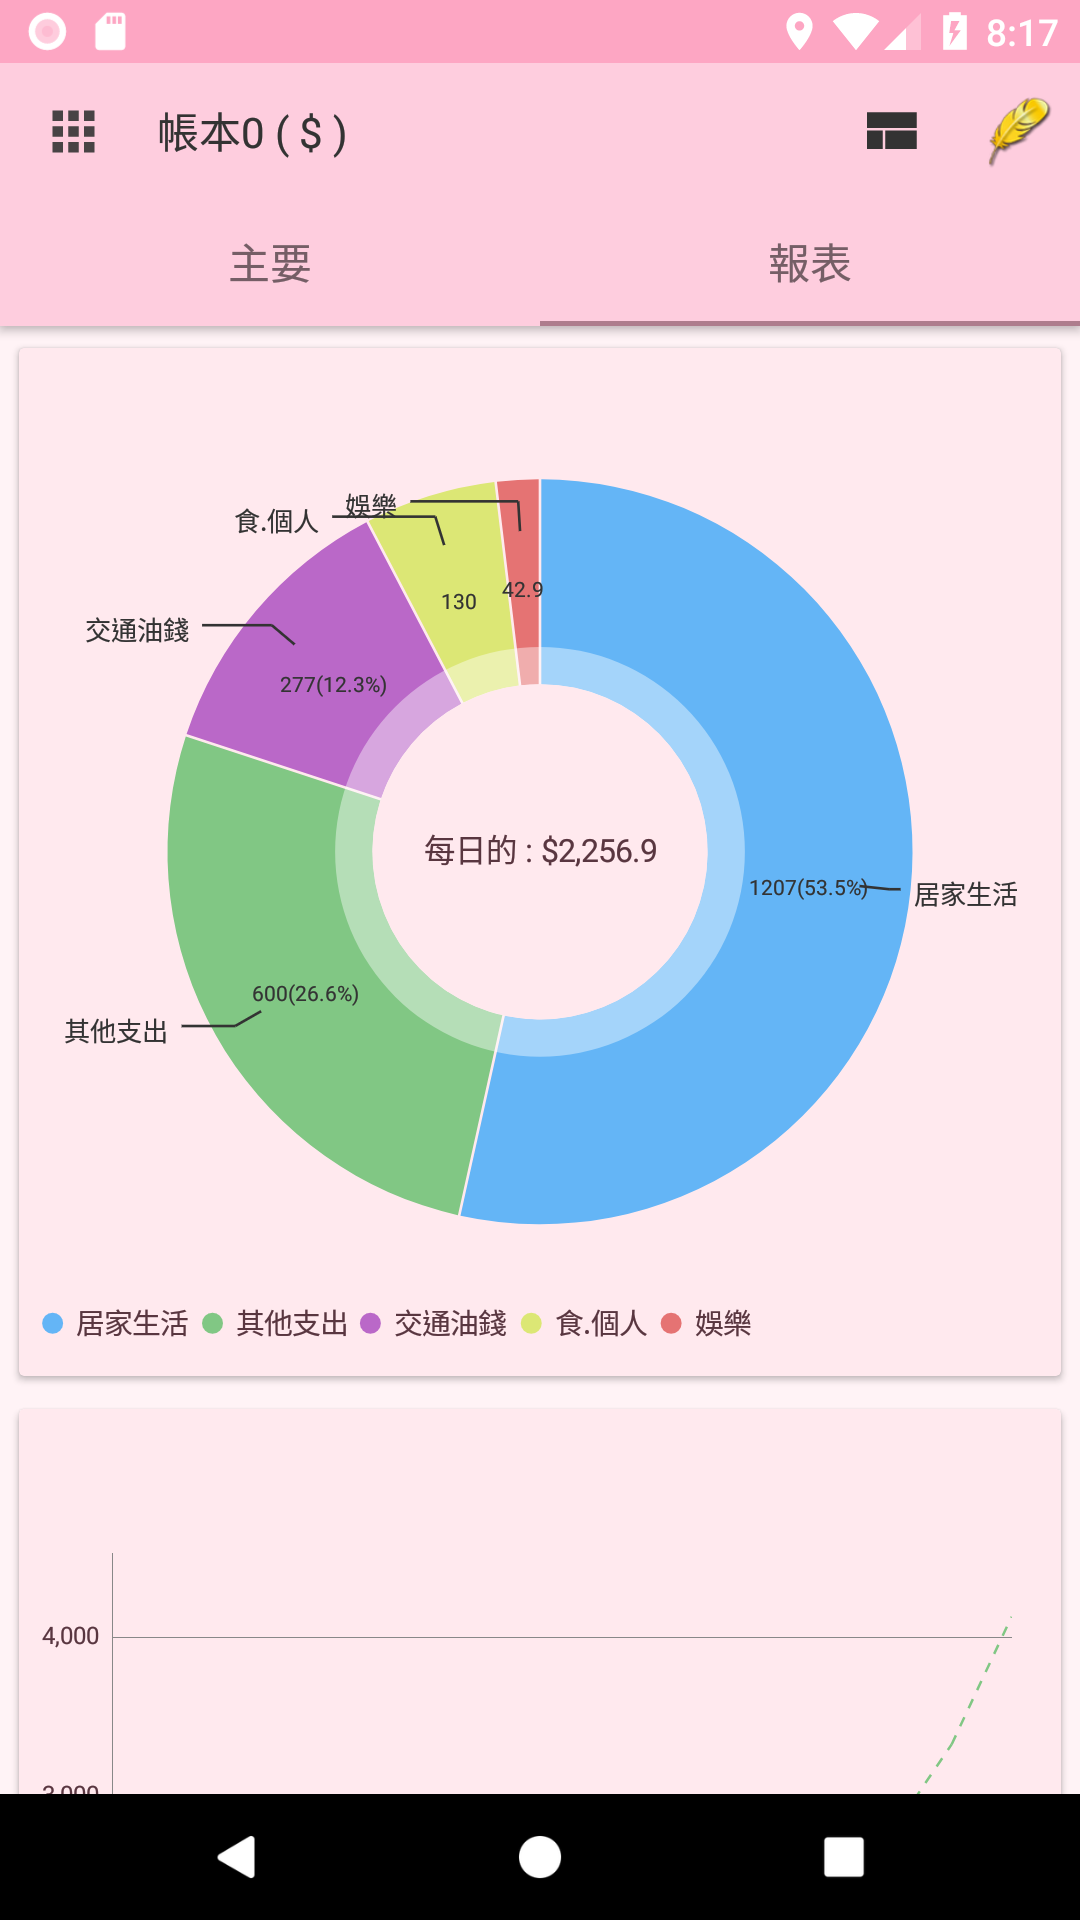 8:17
帳本0 ( $ )
主要
報表
娛樂
食.個人
42.9
130
交通油錢
277(12.3%)
每日的 : $2,256.9
1207(53.5%)
居家生活
600(26.6%)
其他支出
居家生活 其他支出 交通油錢 食.個人 娛樂
4,000
3,000